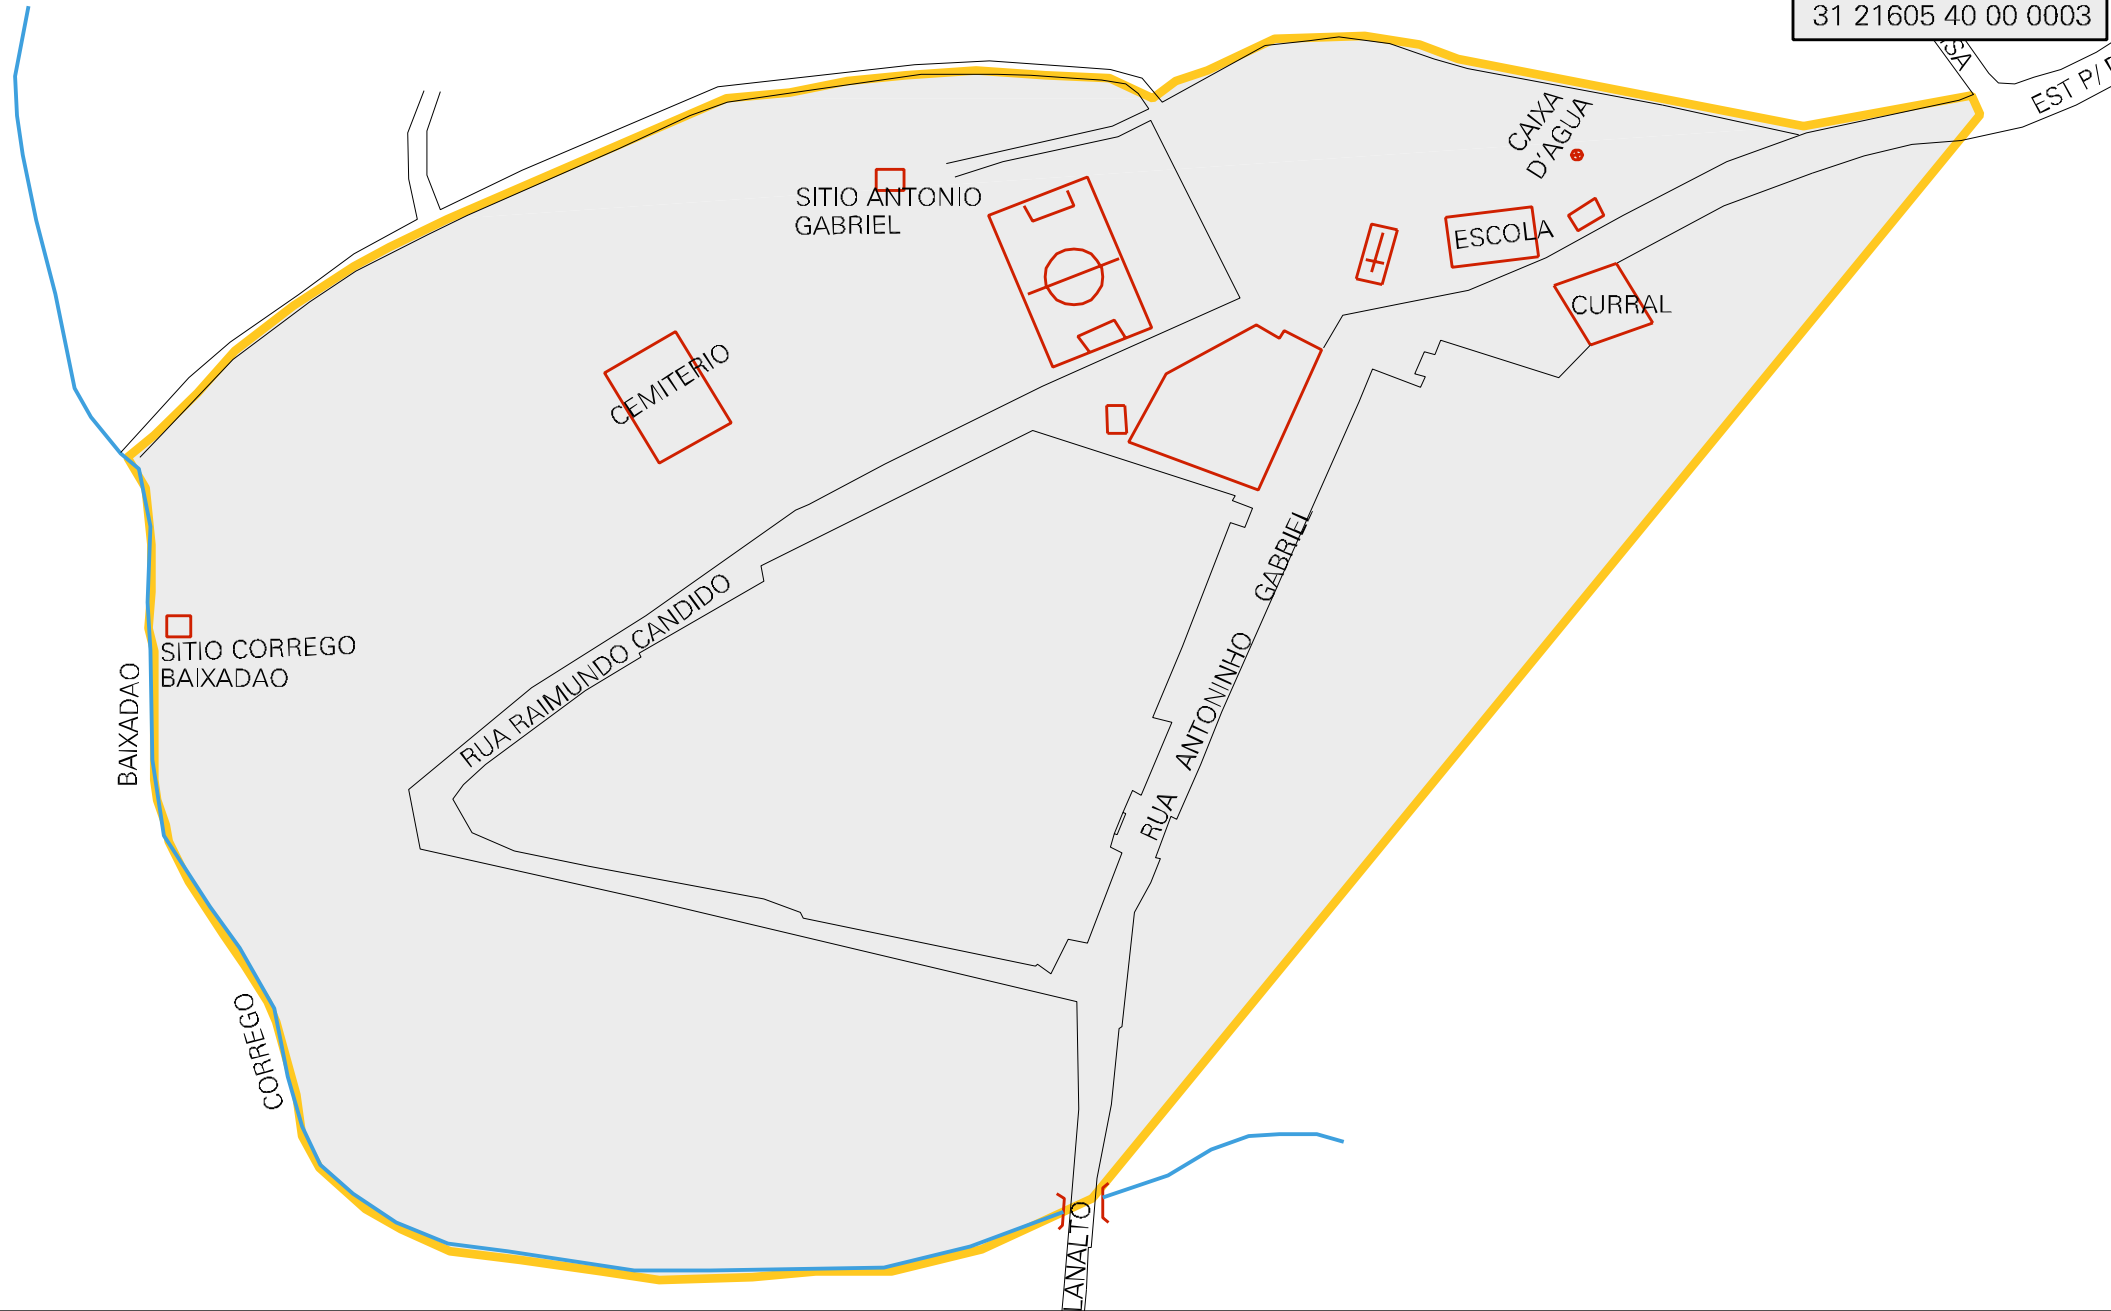 31 21605 40 00 0003
EST P/
CAIXA
D'AGUA
SITIO ANTONIO
GABRIEL
ESCOLA
CURRAL
CEMITERIO
RUA RAIMUNDO CANDIDO
RUA ANTONINHO GABRIEL
SITIO CORREGO
BAIXADAO
CORREGO BAIXADAO
LANALTO